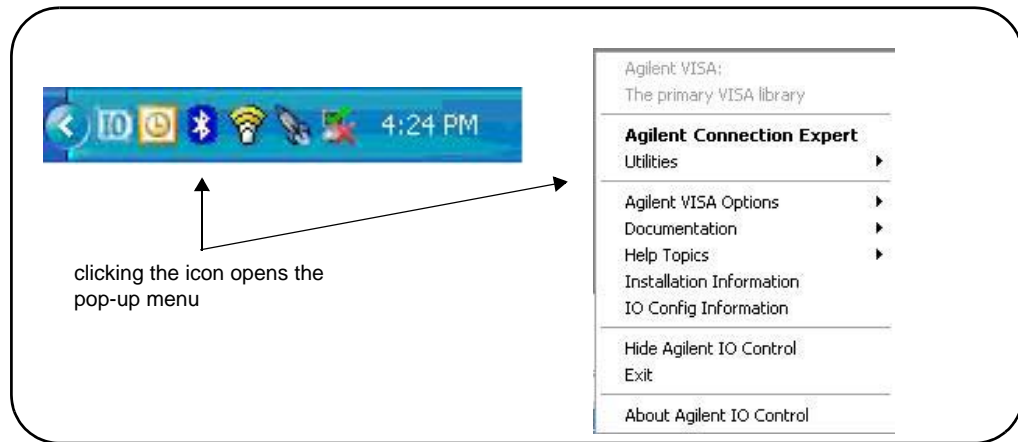 IO
4:24 PM
clicking the icon opens the
pop-up menu
Agilent VISA:
The primary VISA library
Agilent Connection Expert
Utilities
Agilent VISA Options
Documentation
Help Topics
Installation Information
IO Config Information
Hide Agilent IO Control
Exit
About Agilent IO Control